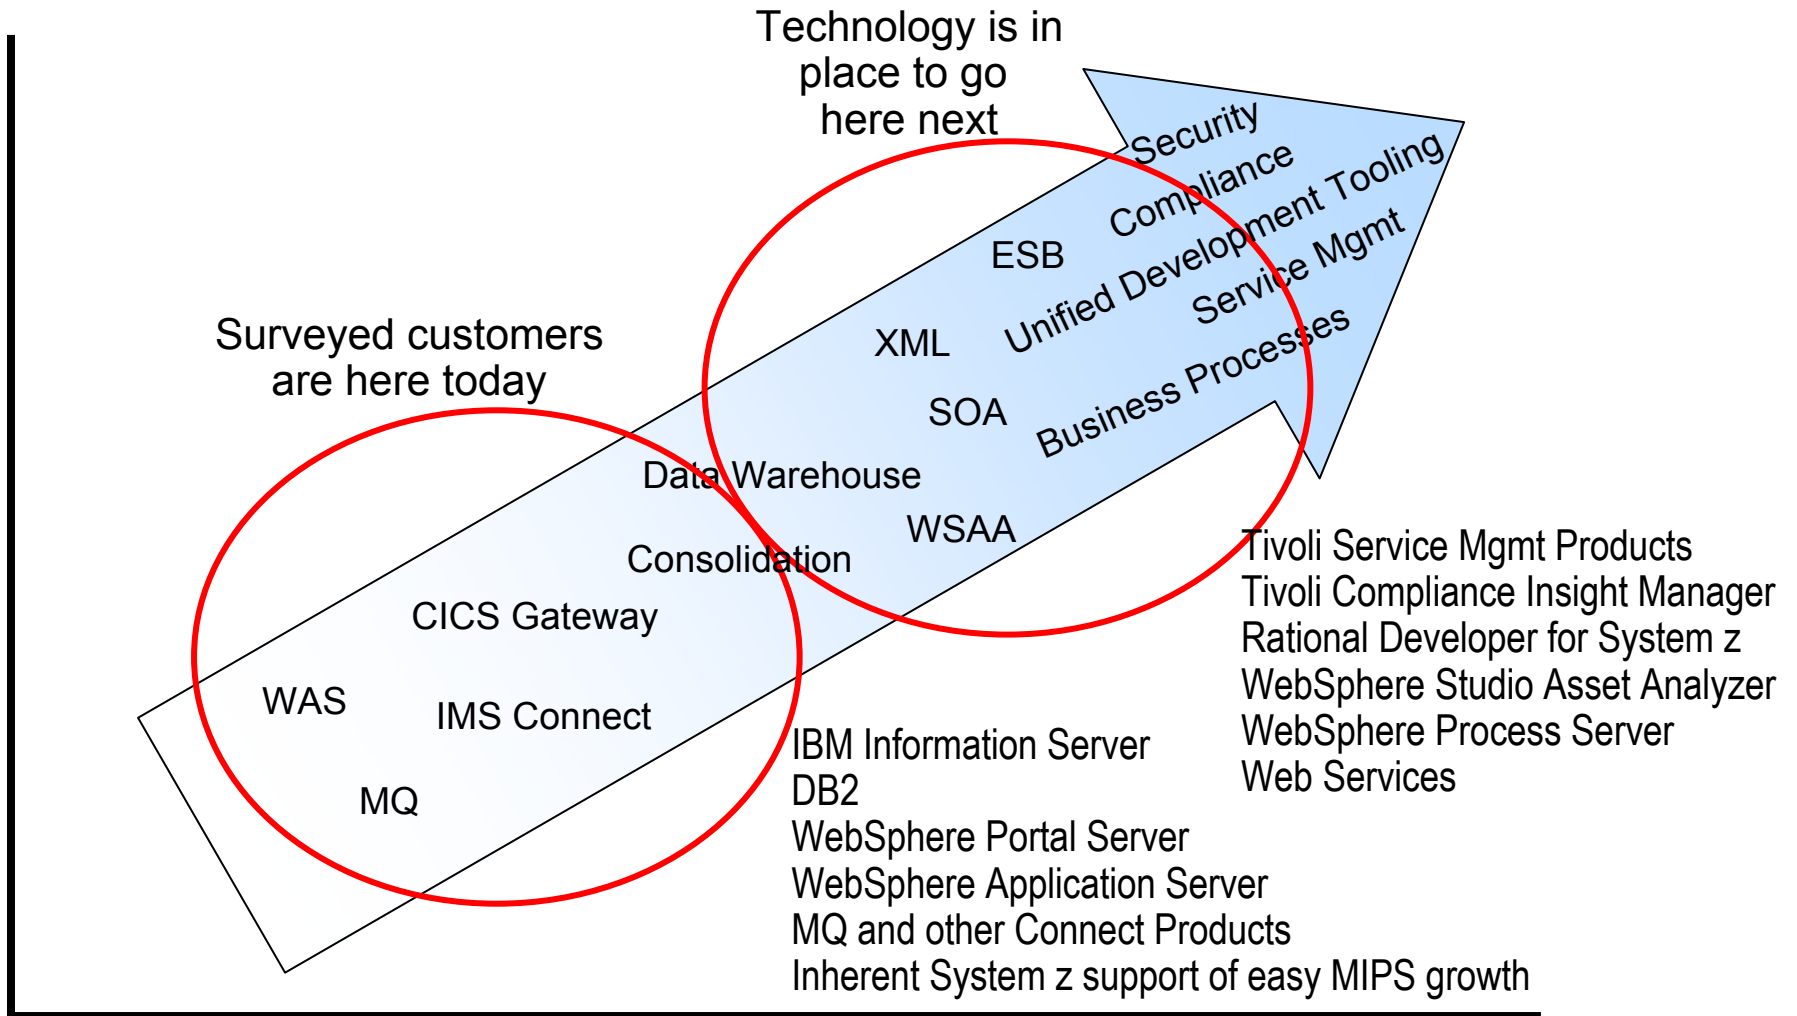 Technology is in
place to go
here next
Security
Compliance
Unified Development Tooling
Service Mgmt
Business Processes
ESB
XML
SOA
Surveyed customers
are here today
Data Warehouse
WSAA
Consolidation
CICS Gateway
WAS
IMS Connect
MQ
Tivoli Service Mgmt Products
Tivoli Compliance Insight Manager
Rational Developer for System z
WebSphere Studio Asset Analyzer
WebSphere Process Server
Web Services
IBM Information Server
DB2
WebSphere Portal Server
WebSphere Application Server
MQ and other Connect Products
Inherent System z support of easy MIPS growth